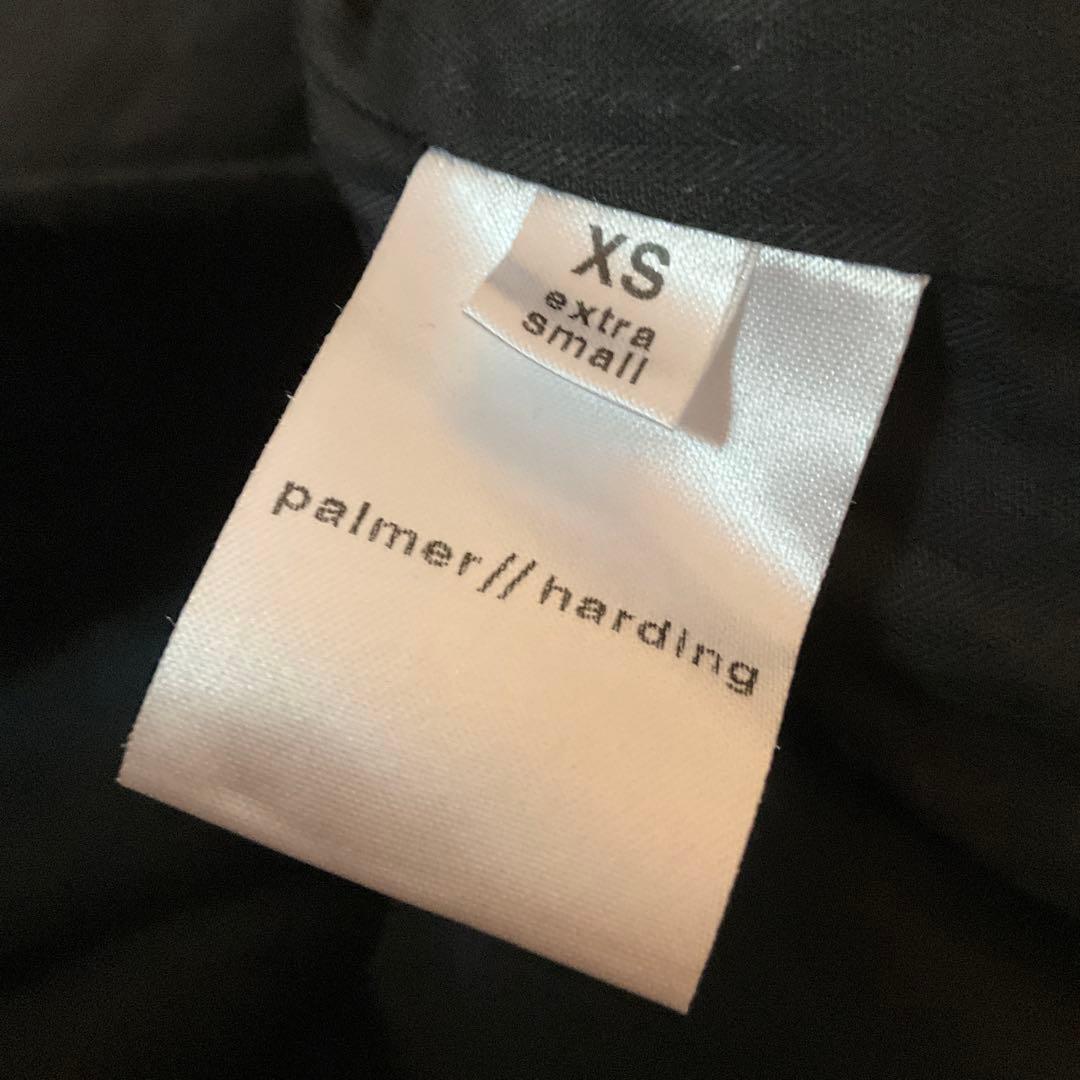 XS
extra
small
palmer//harding